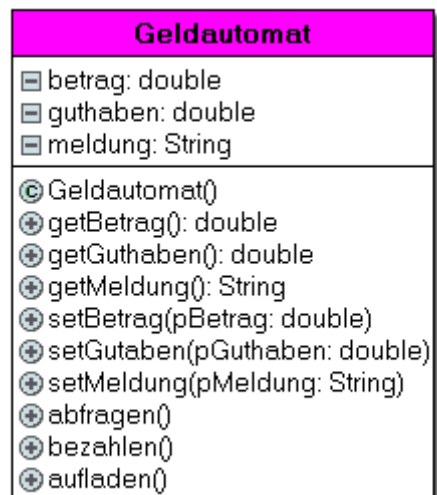 Geldautomat
betrag: double
guthaben: double
meldung: String
Geldautomat()
getBetrag(): double
getGuthaben(): double
getMeldung(): String
setBetrag(pBetrag: double)
setGutaben(pGuthaben: double)
setMeldung(pMeldung: String)
abfragen()
bezahlen()
aufladen()